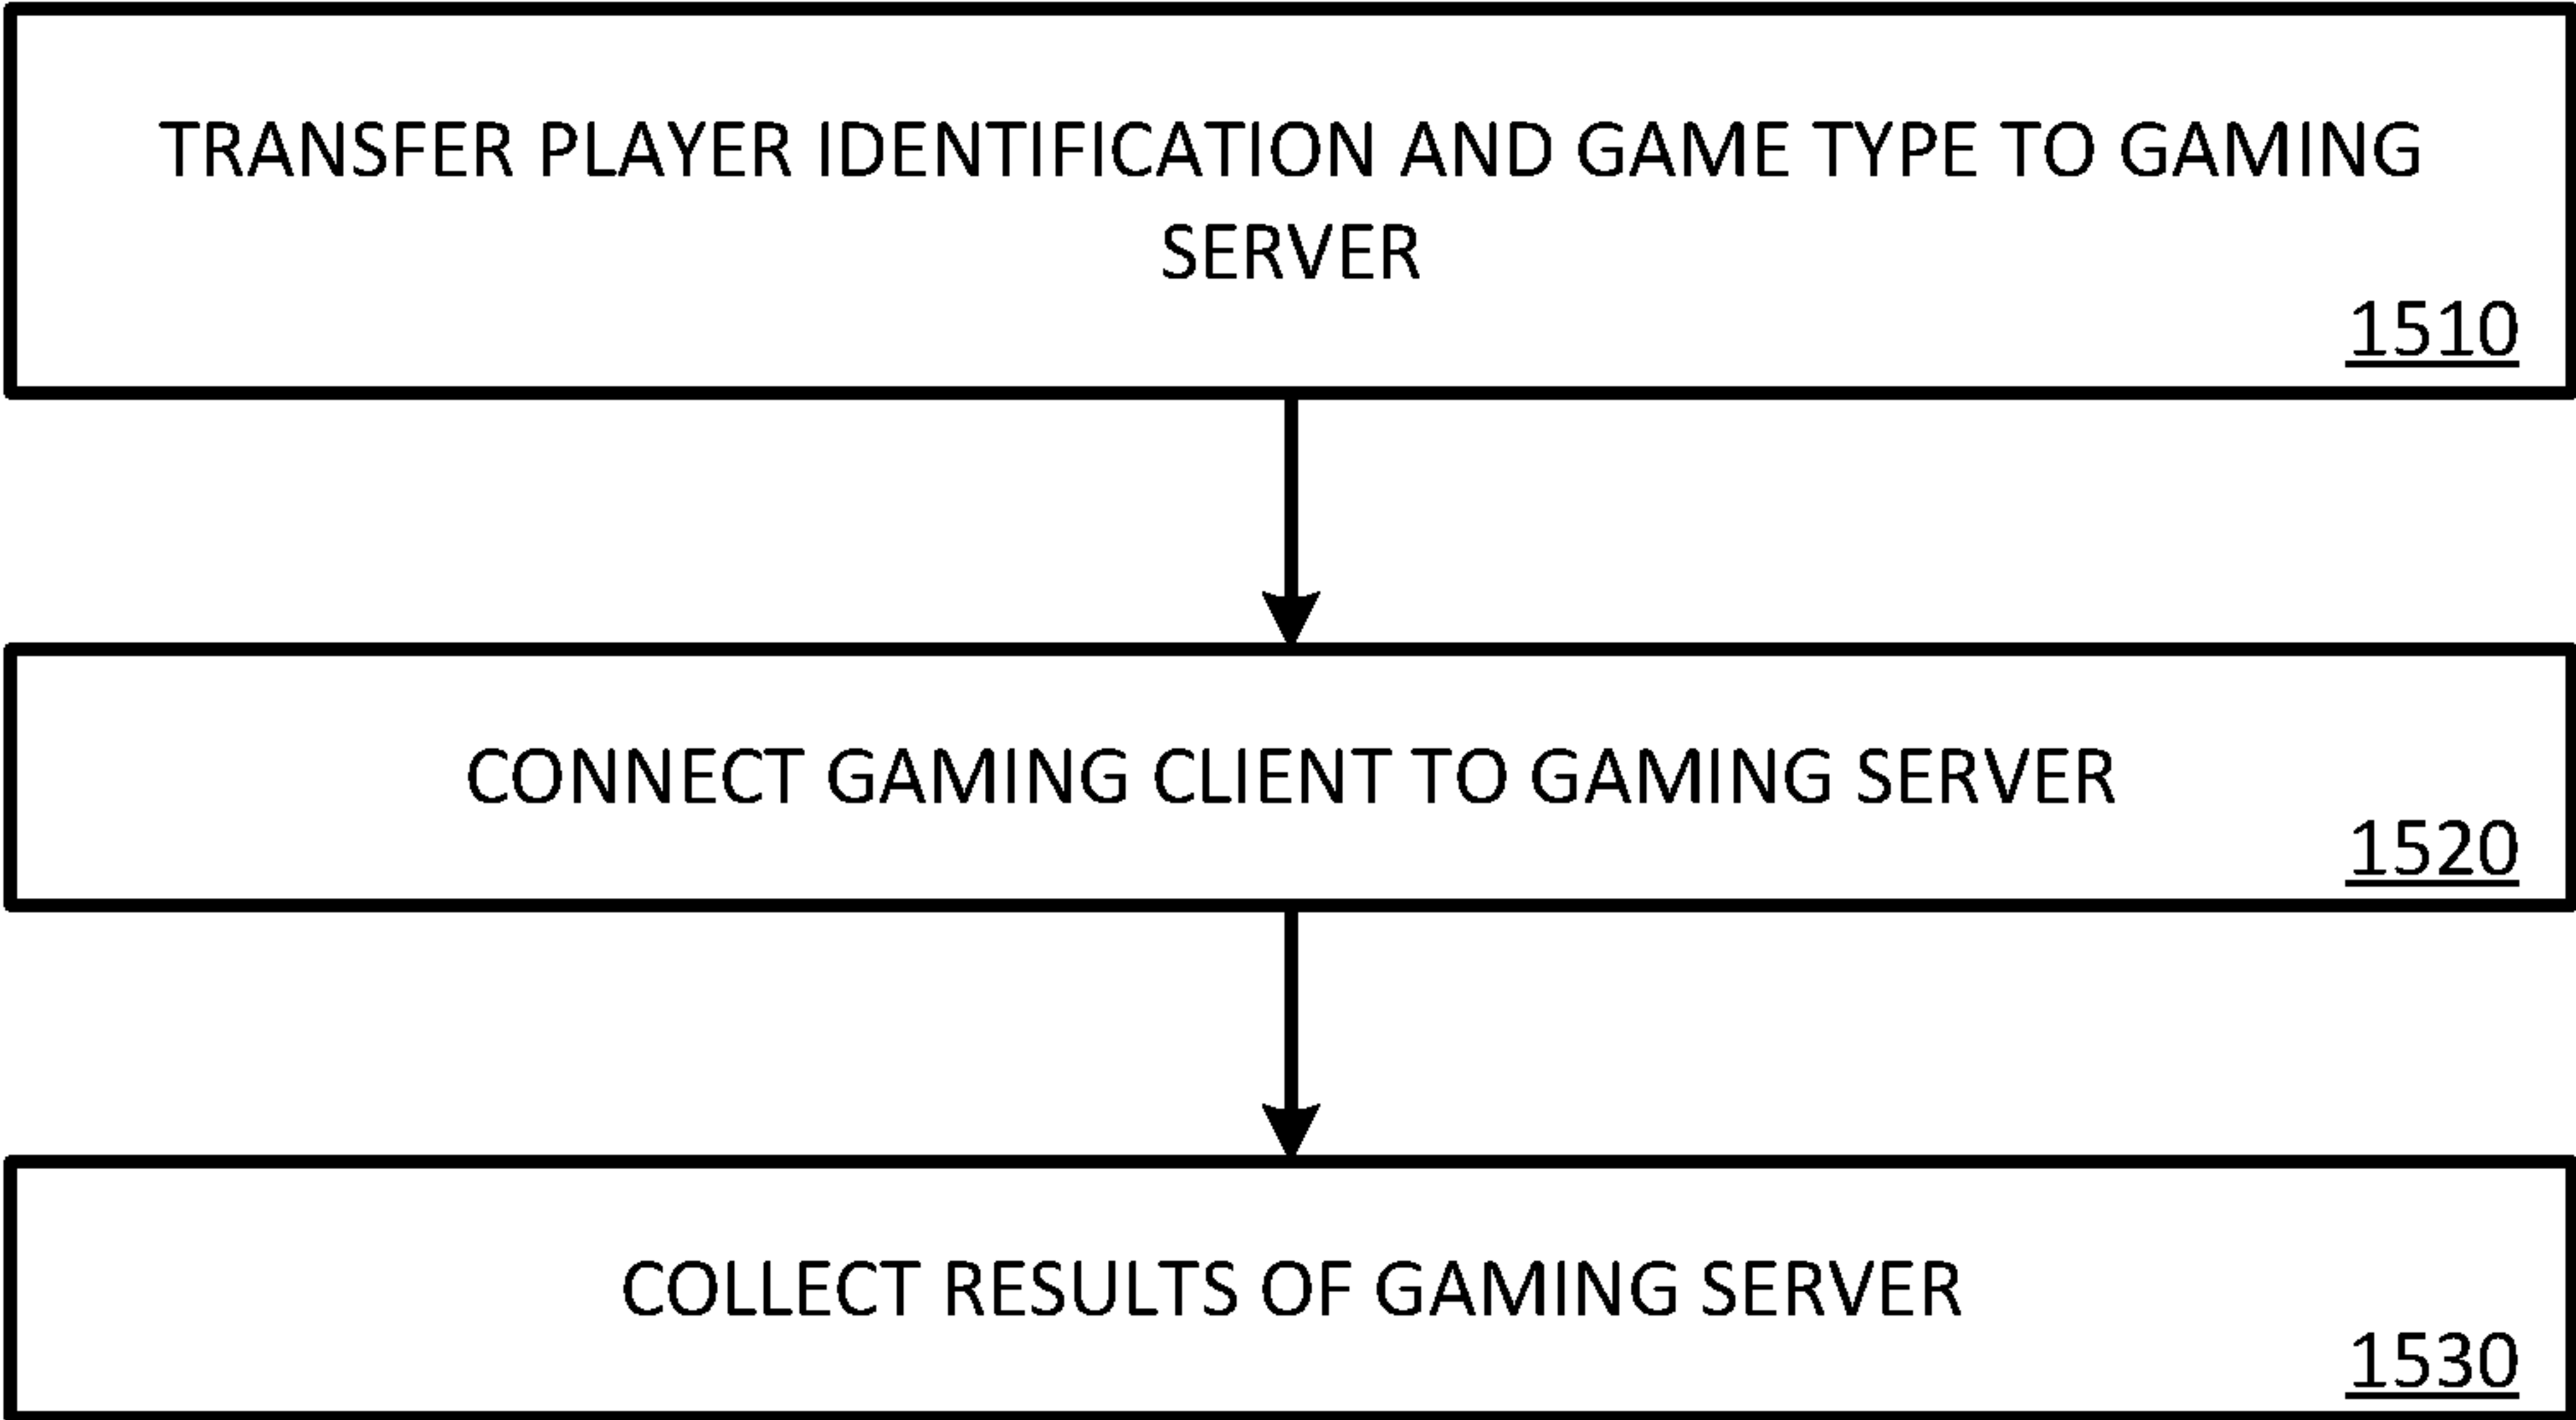 TRANSFER PLAYER IDENTIFICATION AND GAME TYPE TO GAMING
SERVER
1510
CONNECT GAMING CLIENT TO GAMING SERVER
1520
COLLECT RESULTS OF GAMING SERVER
1530